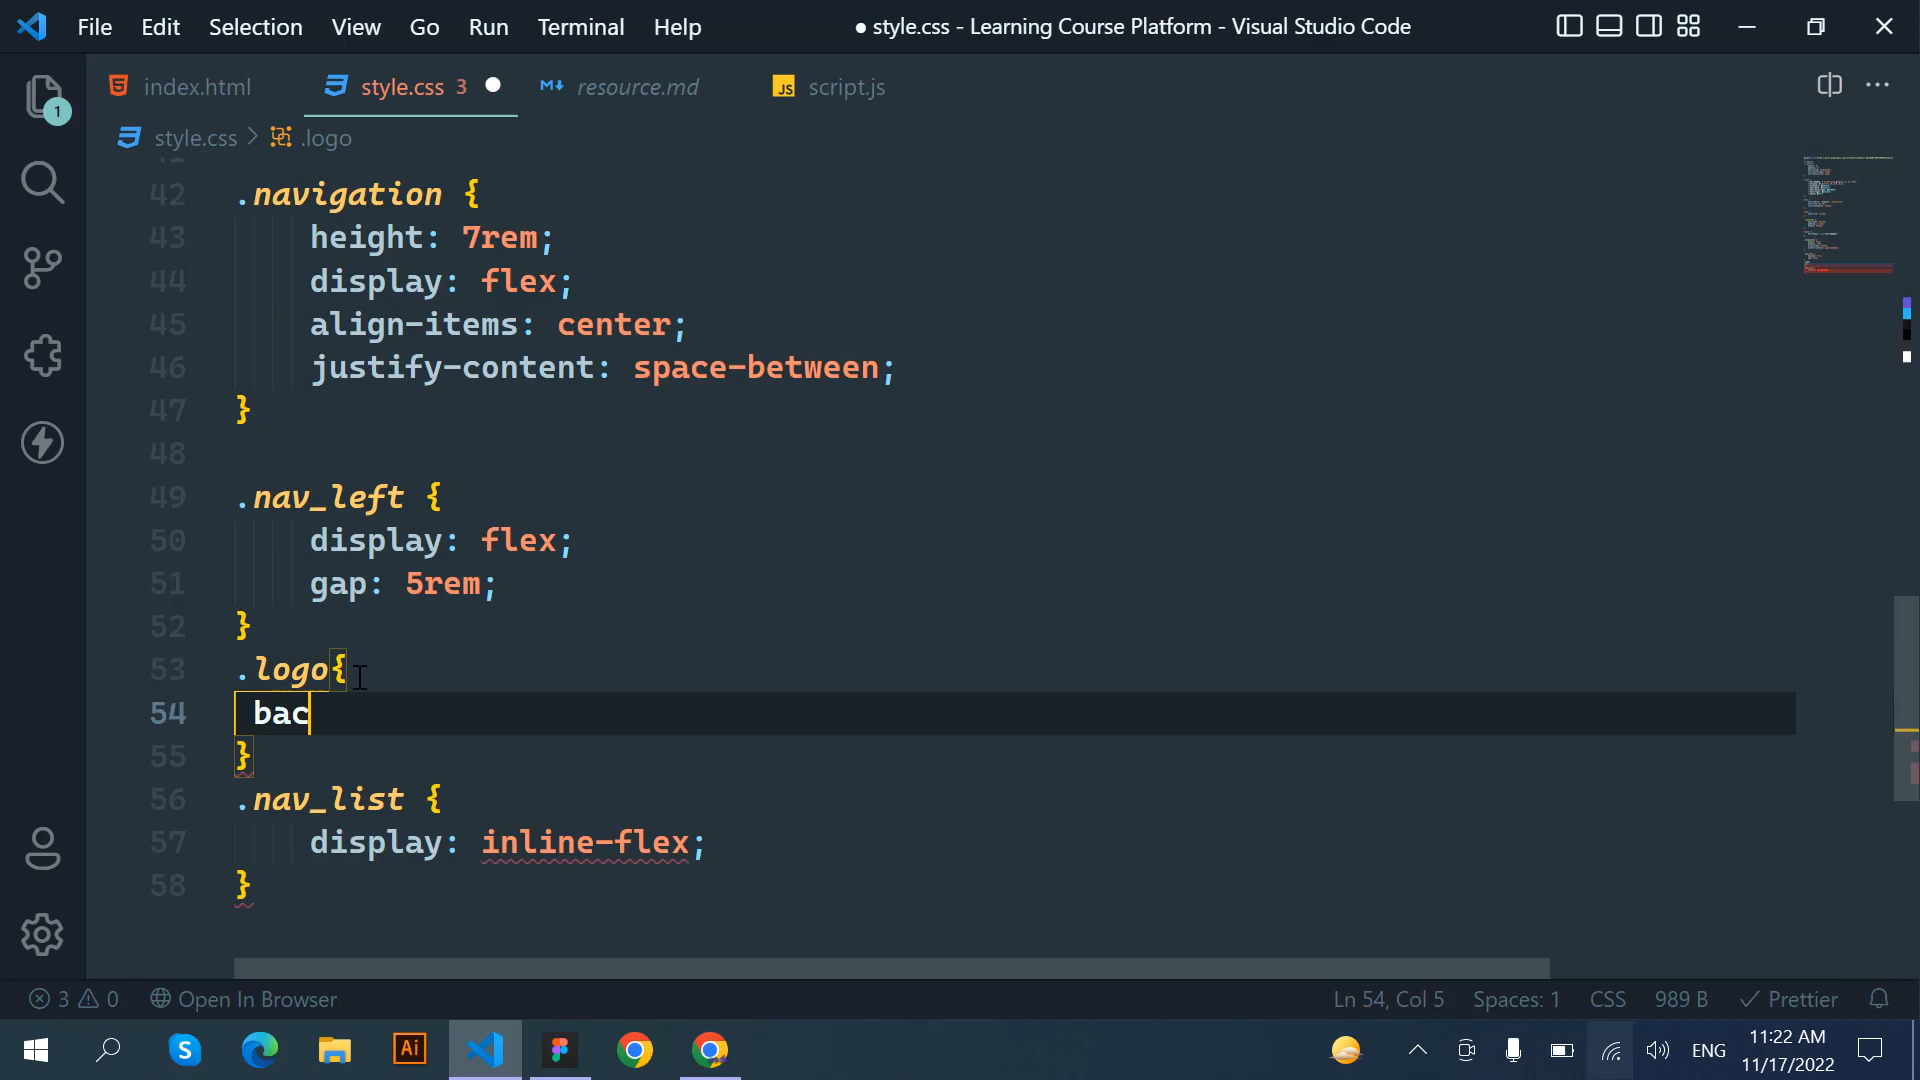 File Edit Selection View Go Run Terminal Help ● style.css - Learning Course Platform - Visual Studio Code
index.html style.css 3 resource.md JS script.js
style.css > .logo
1
42 .navigation {
43 height: 7rem;
44 display: flex;
45 align-items: center;
46 justify-content: space-between;
47 }
48
49 .nav_left {
50 display: flex;
51 gap: 5rem;
52 }
53 .logo{
54 bac
55 }
56 .nav_list {
57 display: inline-flex;
58 }
3 0 Open In Browser Ln 54, Col 5 Spaces: 1 CSS 989 B Prettier
S Ai ENG 11:22 AM
11/17/2022